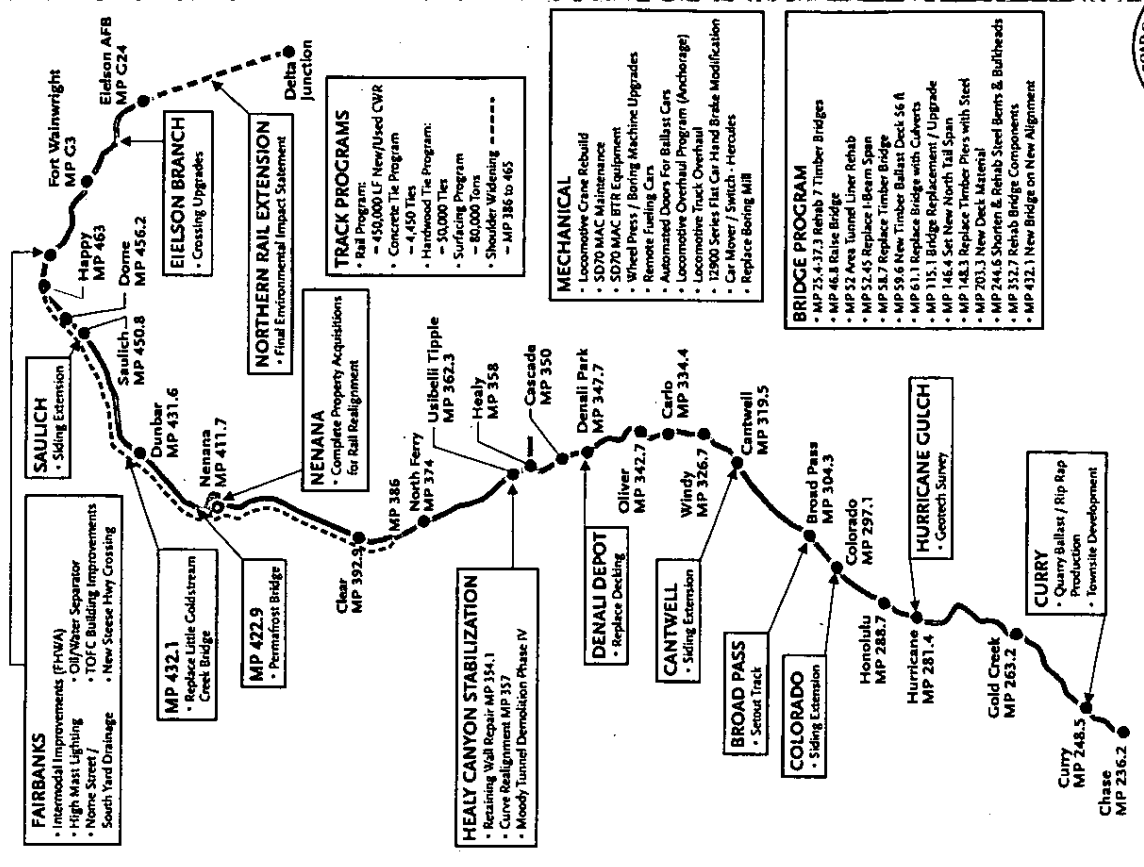 FAIRBANKS
• Intermodal Improvements (FHWA)
• High Mast Lighting
• Nome Street /
South Yard Drainage
• Oil/Water Separator
• TOFC Building Improvements
• New Steese Hwy Crossing
SAULICH
• Siding Extension
Happy
MP 463
Fort Wainwright
MP G3
Eielson AFB
MP G24
Delta
Junction
Dome
MP 456.2
Saulich
MP 450.8
EIELSON BRANCH
• Crossing Upgrades
NORTHERN RAIL EXTENSION
• Final Environmental Impact Statement
MP 432.1
• Replace Little Goldstream
Creek Bridge
Dunbar
MP 431.6
MP 422.9
• Permafrost Bridge
Nenana
MP 411.7
NENANA
• Complete Property Acquisitions
for Rail Realignment
TRACK PROGRAMS
• Rail Program:
– 450,000 LF New/Used CWR
• Concrete Tie Program
– 4,450 Ties
• Hardwood Tie Program:
– 50,000 Ties
• Surfacing Program
– 80,000 Tons
• Shoulder Widening
– MP 386 to 465
Clear
MP 392.9
MP 386
North Ferry
MP 374
Usibelli Tipple
MP 362.3
Healy
MP 358
Cascade
MP 350
HEALY CANYON STABILIZATION
• Retaining Wall Repair MP 354.1
• Curve Realignment MP 357
• Moody Tunnel Demolition Phase IV
Denali Park
MP 347.7
DENALI DEPOT
• Replace Decking
Oliver
MP 342.7
Carlo
MP 334.4
Windy
MP 326.7
CANTWELL
• Siding Extension
Cantwell
MP 319.5
MECHANICAL
• Locomotive Crane Rebuild
• SD70 MAC Maintenance
• SD70 MAC BTR Equipment
• Wheel Press / Boring Machine Upgrades
• Remote Fueling Cars
• Automated Doors For Ballast Cars
• Locomotive Overhaul Program (Anchorage)
• Locomotive Truck Overhaul
• 12900 Series Flat Car Hand Brake Modification
• Car Mover / Switch - Hercules
• Replace Boring Mill
BROAD PASS
• Setout Track
Broad Pass
MP 304.3
COLORADO
• Siding Extension
Colorado
MP 297.1
Honolulu
MP 288.7
Hurricane
MP 281.4
HURRICANE GULCH
• Geotech Survey
Gold Creek
MP 263.2
CURRY
• Quarry Ballast / Rip Rap
Production
• Townsite Development
Curry
MP 248.5
Chase
MP 236.2
BRIDGE PROGRAM
• MP 25.4-37.3 Rehab 7 Timber Bridges
• MP 46.8 Raise Bridge
• MP 52 Area Tunnel Liner Rehab
• MP 52.45 Replace I-Beam Span
• MP 58.7 Replace Timber Bridge
• MP 59.6 New Timber Ballast Deck 56 ft
• MP 61.1 Replace Bridge with Culverts
• MP 115.1 Bridge Replacement / Upgrade
• MP 146.4 Set New North Tail Span
• MP 148.3 Replace Timber Piers with Steel
• MP 203.3 New Deck Material
• MP 244.6 Shorten & Rehab Steel Bents & Bulkheads
• MP 352.7 Rehab Bridge Components
• MP 432.1 New Bridge on New Alignment